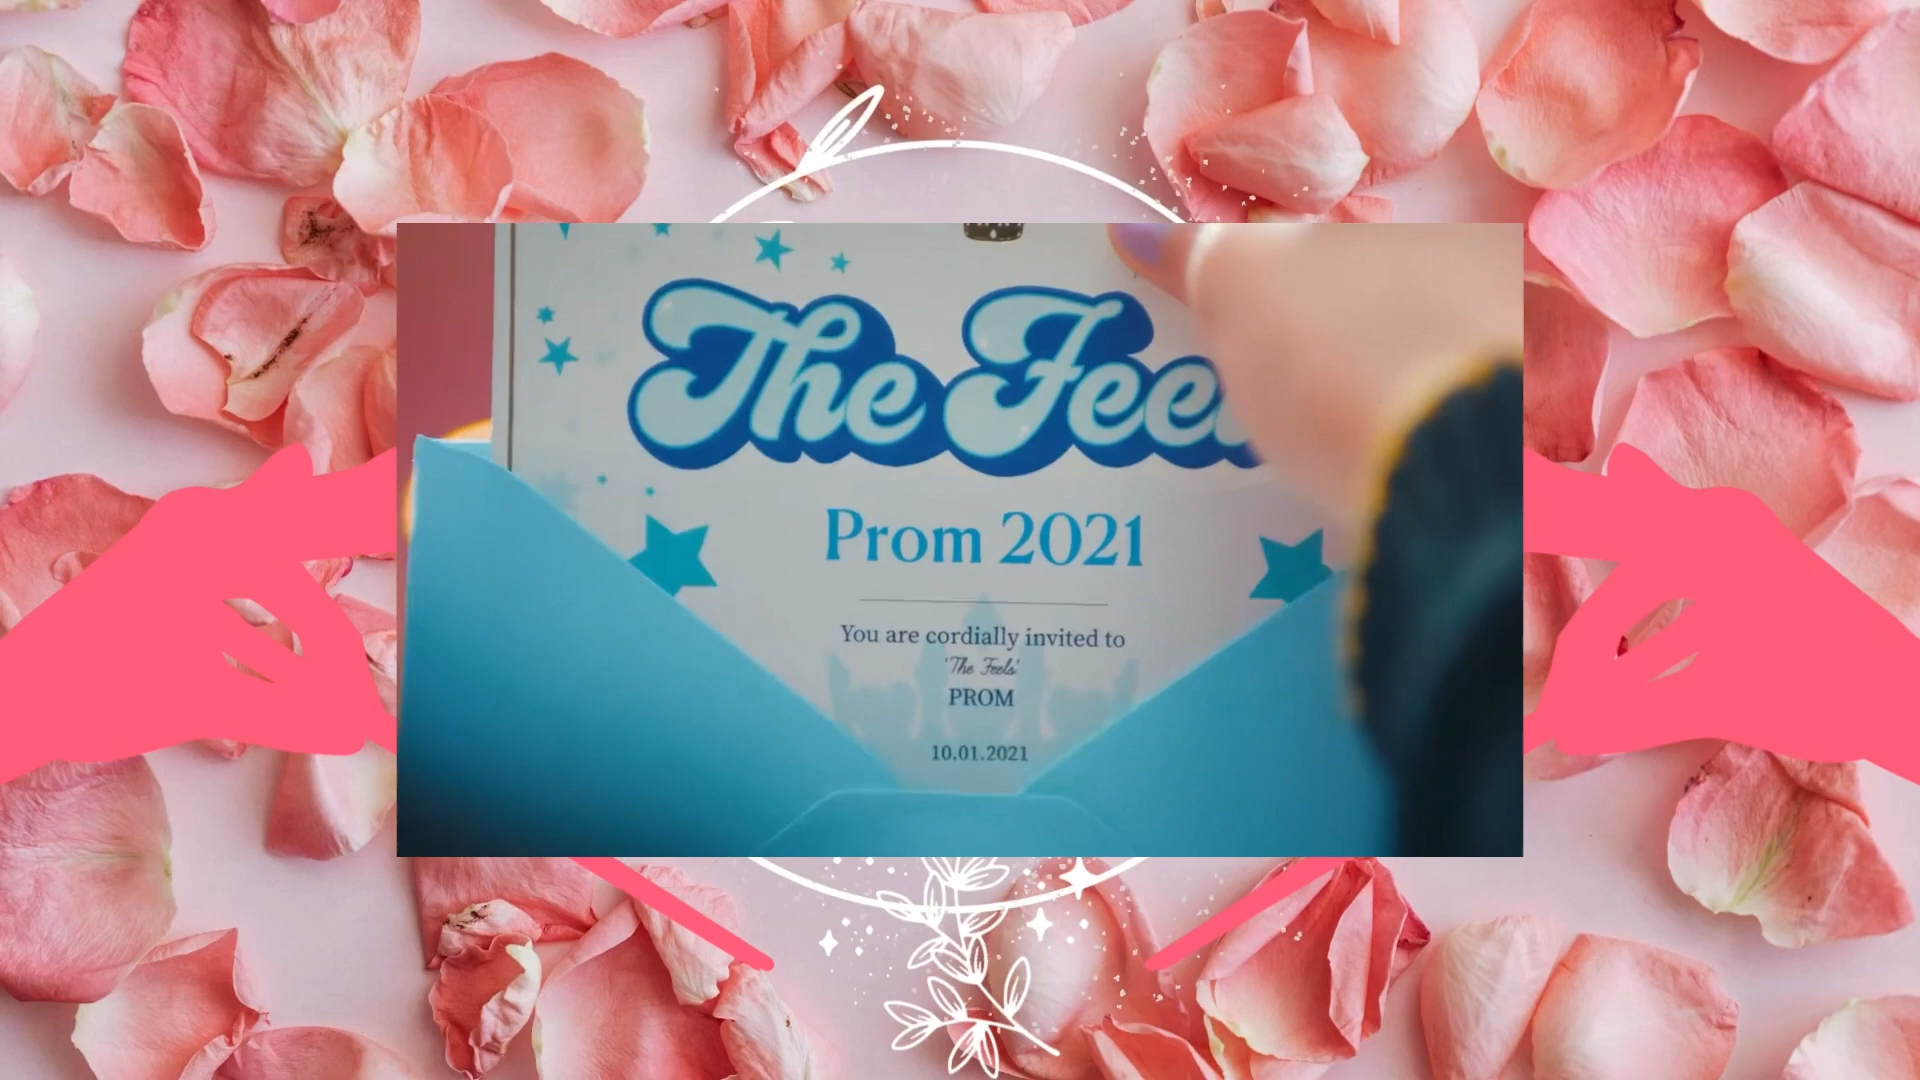 The Feel
Prom 2021
You are cordially invited to
'The Feels'
PROM
10.01.2021